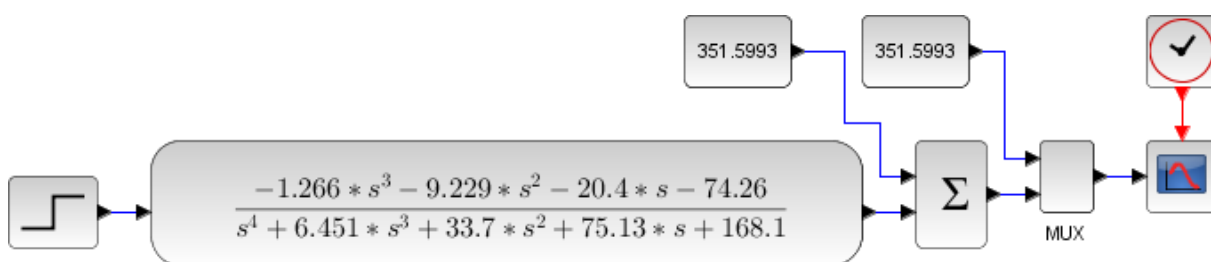 351.5993
351.5993
−1.266 ∗ s³ − 9.229 ∗ s² − 20.4 ∗ s − 74.26
s⁴ + 6.451 ∗ s³ + 33.7 ∗ s² + 75.13 ∗ s + 168.1
Σ
MUX